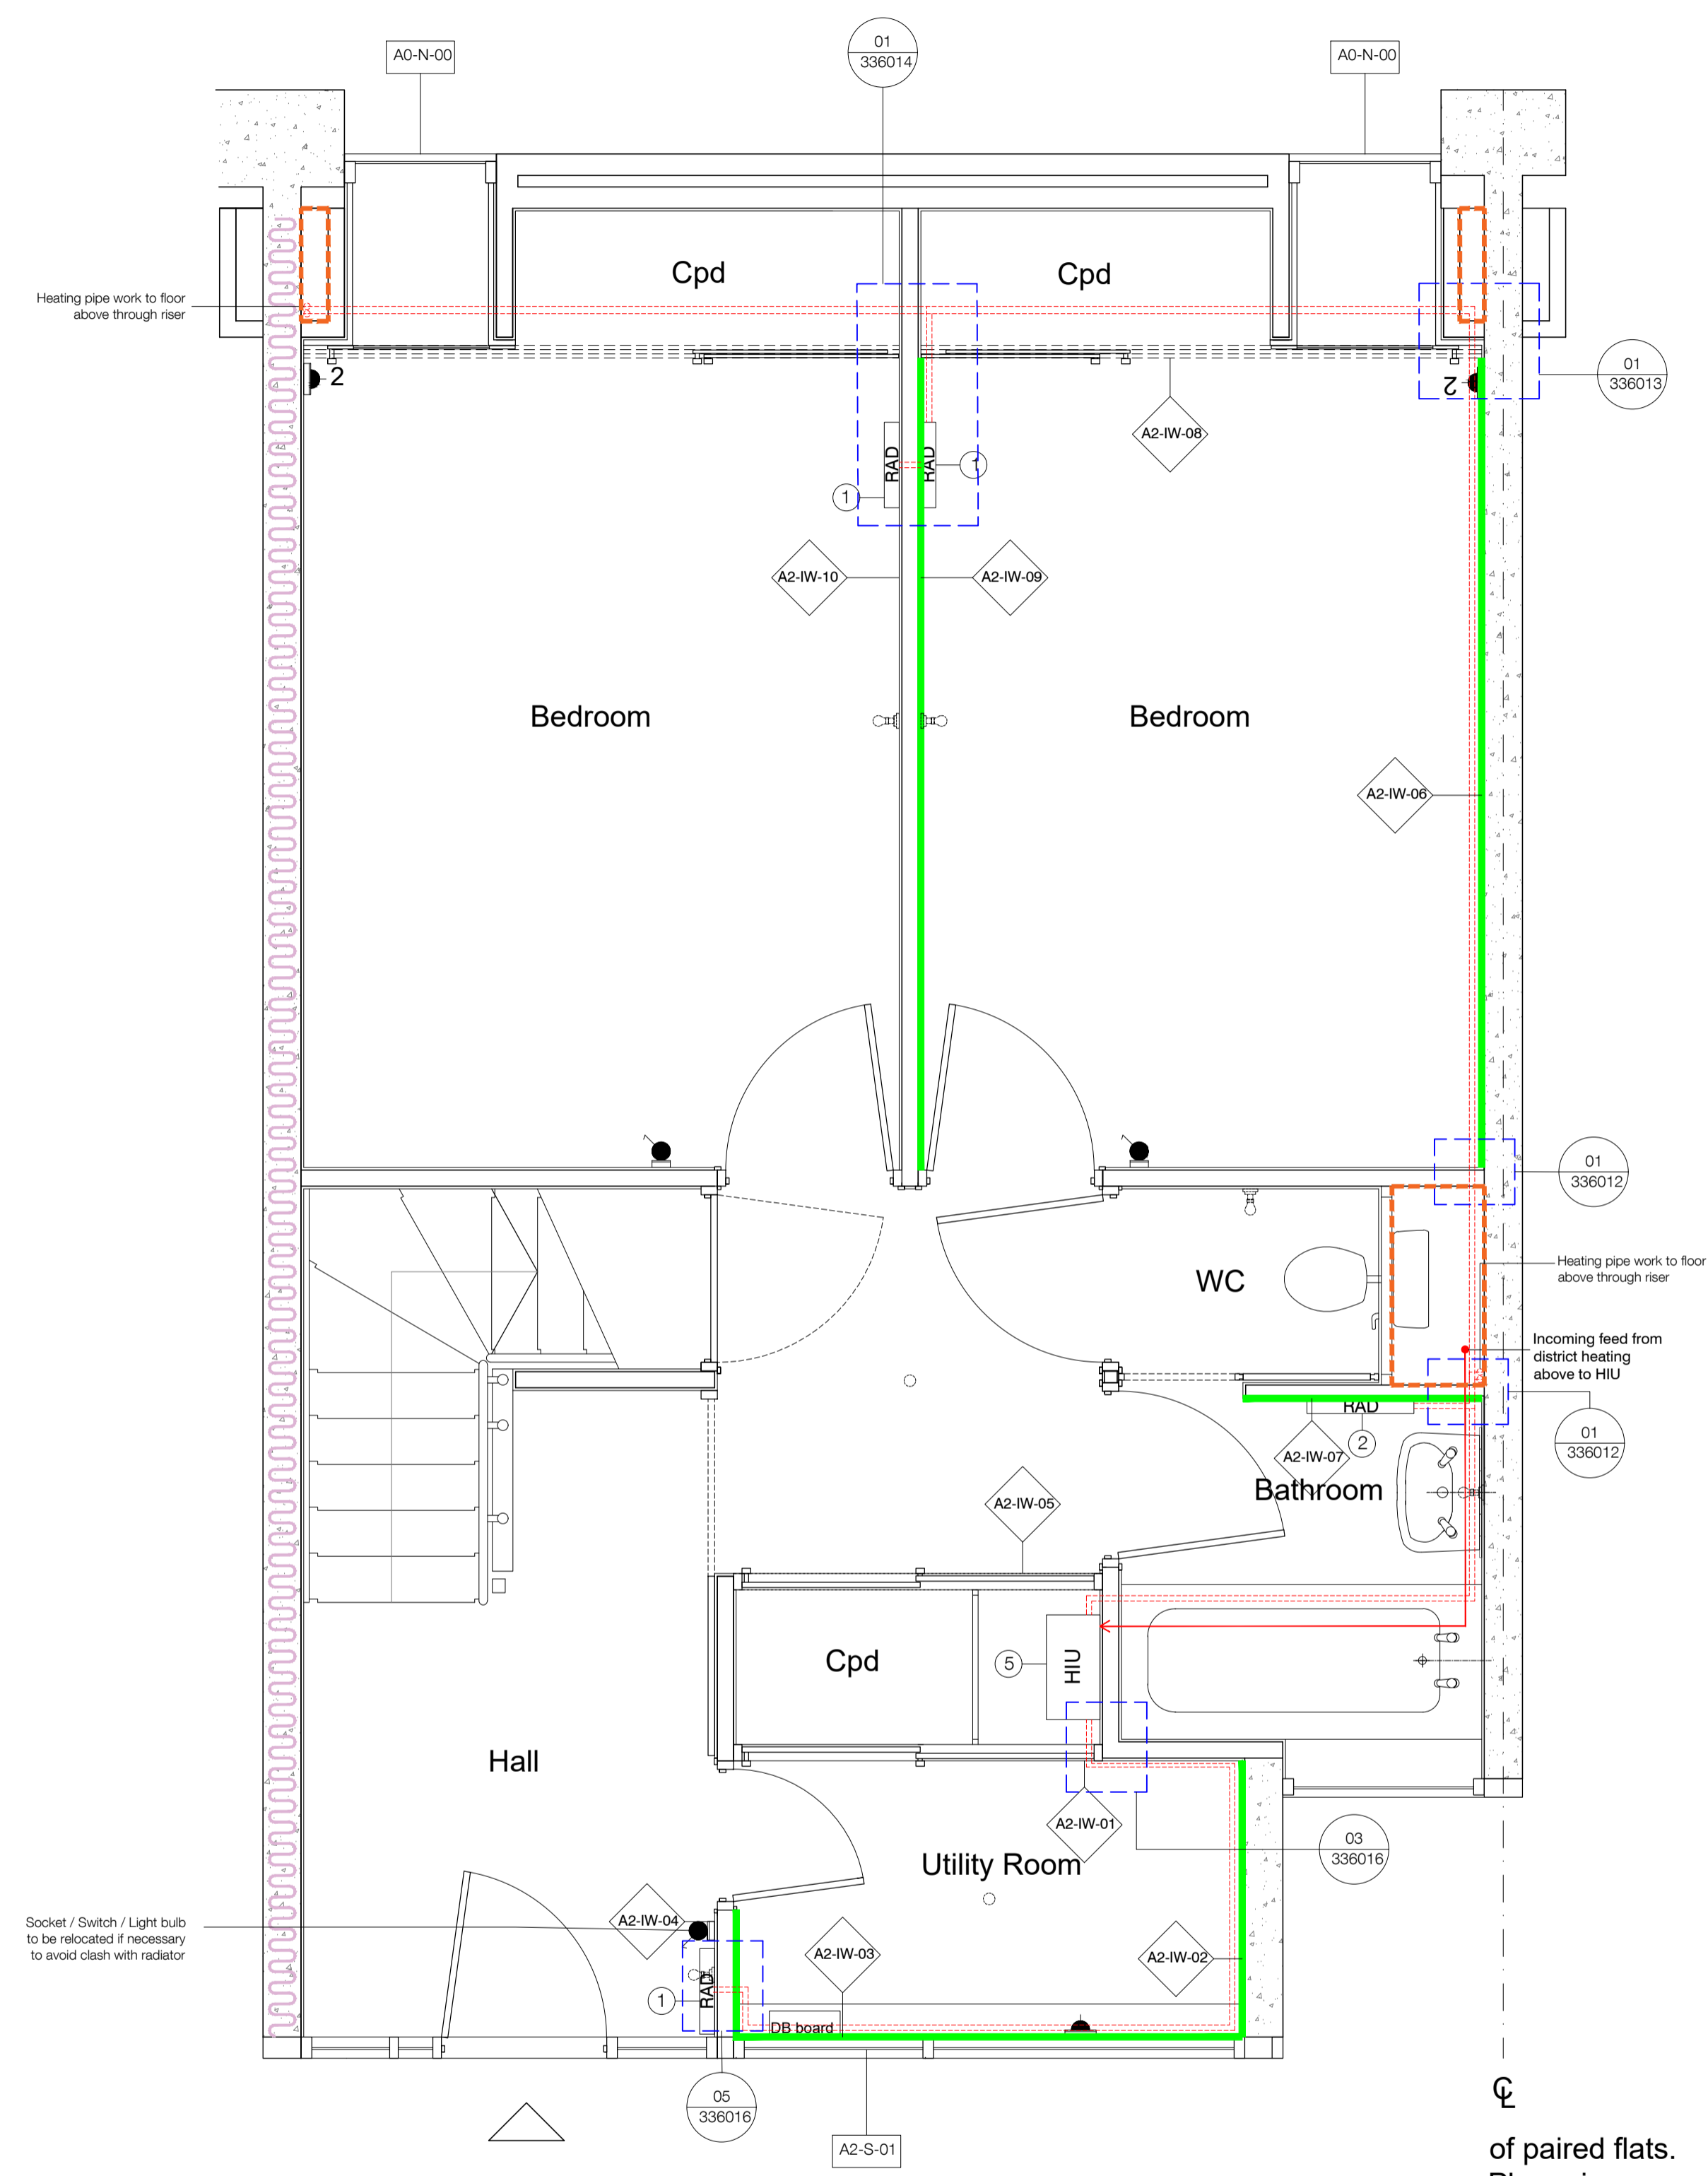 A0-N-00
01
336014
A0-N-00
Cpd
Cpd
Heating pipe work to floor
above through riser
2
2
01
336013
A2-IW-08
RAD
RAD
1
1
A2-IW-10
A2-IW-09
Bedroom
Bedroom
A2-IW-06
01
336012
WC
Heating pipe work to floor
above through riser
Incoming feed from
district heating
above to HIU
RAD
2
01
336012
A2-IW-07
Bathroom
A2-IW-05
Cpd
5
HIU
Hall
A2-IW-01
03
336016
Utility Room
Socket / Switch / Light bulb
to be relocated if necessary
to avoid clash with radiator
A2-IW-04
A2-IW-03
A2-IW-02
1
RAD
DB board
05
336016
A2-S-01
℄
of paired flats.